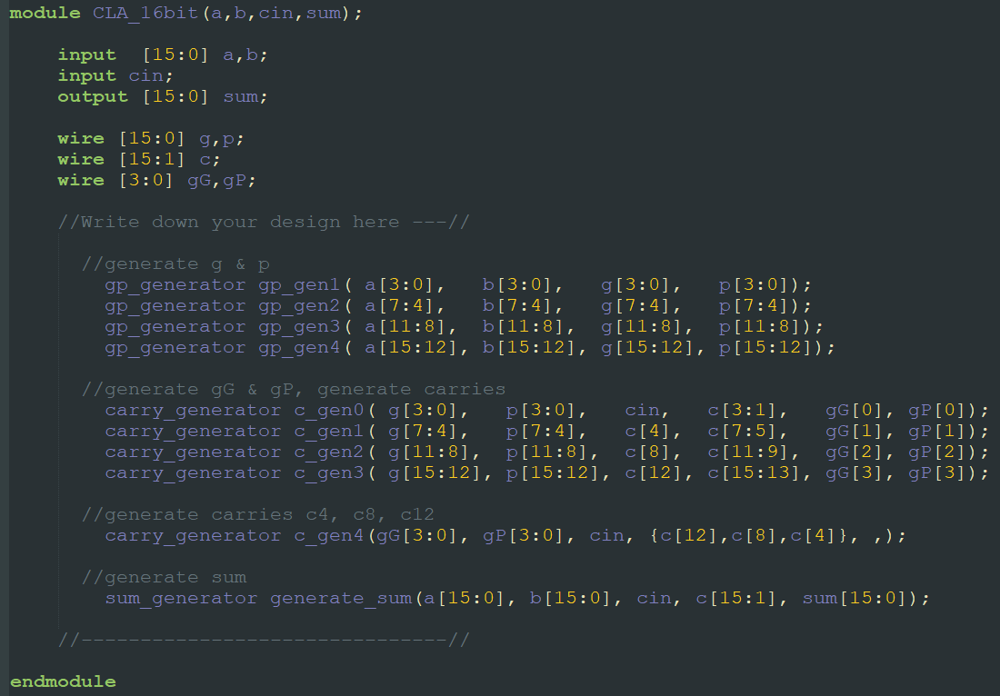 module CLA_16bit(a,b,cin,sum);
input [15:0] a,b;
input cin;
output [15:0] sum;
wire [15:0] g,p;
wire [15:1] c;
wire [3:0] gG,gP;
//Write down your design here ---//
//generate g & p
gp_generator gp_gen1( a[3:0], b[3:0], g[3:0], p[3:0]);
gp_generator gp_gen2( a[7:4], b[7:4], g[7:4], p[7:4]);
gp_generator gp_gen3( a[11:8], b[11:8], g[11:8], p[11:8]);
gp_generator gp_gen4( a[15:12], b[15:12], g[15:12], p[15:12]);
//generate gG & gP, generate carries
carry_generator c_gen0( g[3:0], p[3:0], cin, c[3:1], gG[0], gP[0]);
carry_generator c_gen1( g[7:4], p[7:4], c[4], c[7:5], gG[1], gP[1]);
carry_generator c_gen2( g[11:8], p[11:8], c[8], c[11:9], gG[2], gP[2]);
carry_generator c_gen3( g[15:12], p[15:12], c[12], c[15:13], gG[3], gP[3]);
//generate carries c4, c8, c12
carry_generator c_gen4(gG[3:0], gP[3:0], cin, {c[12],c[8],c[4]}, ,);
//generate sum
sum_generator generate_sum(a[15:0], b[15:0], cin, c[15:1], sum[15:0]);
//-------------------------------//
endmodule